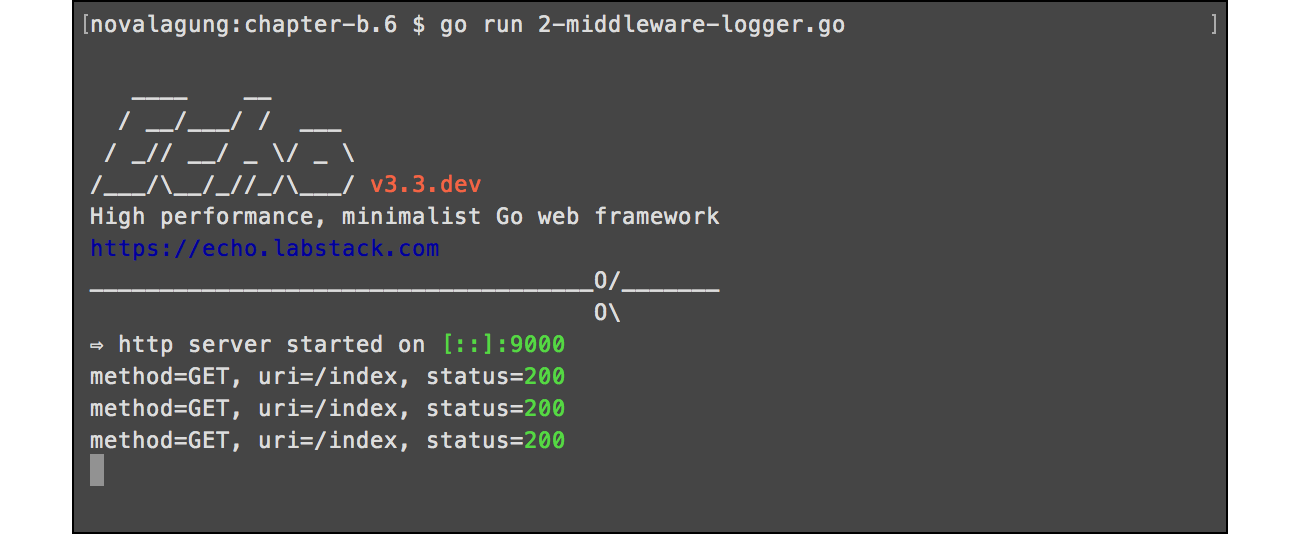 [novalagung:chapter-b.6 $ go run 2-middleware-logger.go ]
   ____    __
  / __/___/ /  ___
 / _// __/ _ \/ _ \
/___/\__/_//_/\___/ v3.3.dev
High performance, minimalist Go web framework
https://echo.labstack.com
____________________________________O/_______
                                    O\
⇨ http server started on [::]:9000
method=GET, uri=/index, status=200
method=GET, uri=/index, status=200
method=GET, uri=/index, status=200